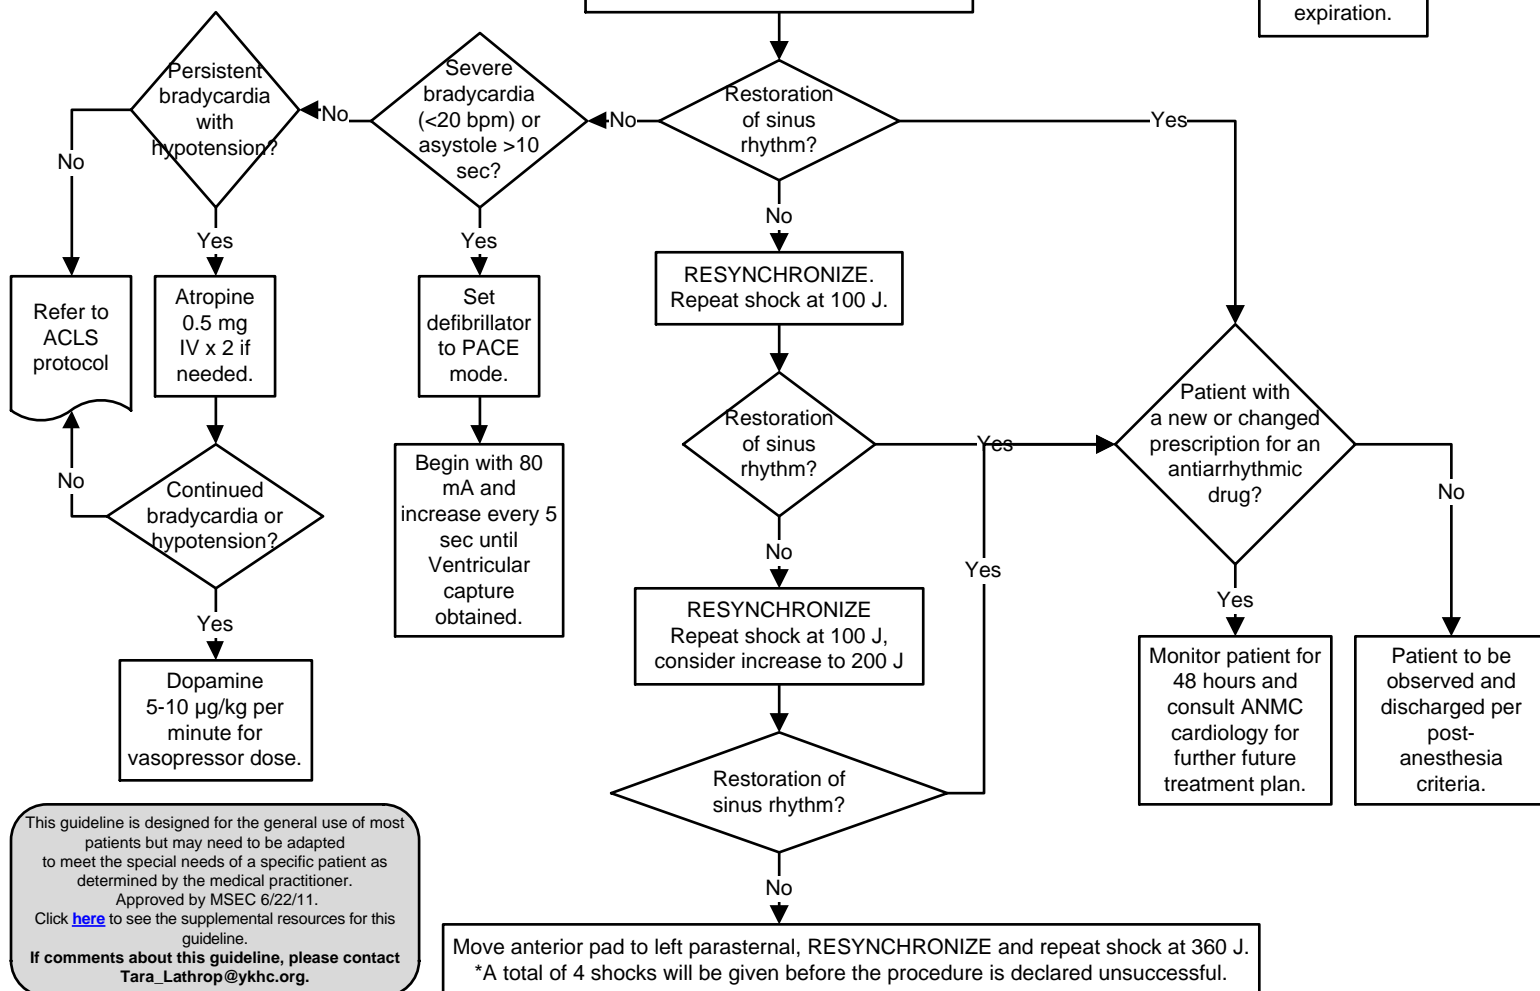 expiration.
Persistent
bradycardia
with
hypotension?
No
Severe
bradycardia
(<20 bpm) or
asystole >10
sec?
No
Restoration
of sinus
rhythm?
Yes
No
Yes
Yes
No
Refer to
ACLS
protocol
Atropine
0.5 mg
IV x 2 if
needed.
Set
defibrillator
to PACE
mode.
RESYNCHRONIZE.
Repeat shock at 100 J.
Patient with
a new or changed
prescription for an
antiarrhythmic
drug?
Restoration
of sinus
rhythm?
Yes
No
No
Continued
bradycardia or
hypotension?
Begin with 80
mA and
increase every 5
sec until
Ventricular
capture
obtained.
No
Yes
Yes
Yes
RESYNCHRONIZE
Repeat shock at 100 J,
consider increase to 200 J
Dopamine
5-10 µg/kg per
minute for
vasopressor dose.
Monitor patient for
48 hours and
consult ANMC
cardiology for
further future
treatment plan.
Patient to be
observed and
discharged per
post-
anesthesia
criteria.
Restoration of
sinus rhythm?
No
This guideline is designed for the general use of most
patients but may need to be adapted
to meet the special needs of a specific patient as
determined by the medical practitioner.
Approved by MSEC 6/22/11.
Click here to see the supplemental resources for this
guideline.
If comments about this guideline, please contact
Tara_Lathrop@ykhc.org.
Move anterior pad to left parasternal, RESYNCHRONIZE and repeat shock at 360 J.
*A total of 4 shocks will be given before the procedure is declared unsuccessful.